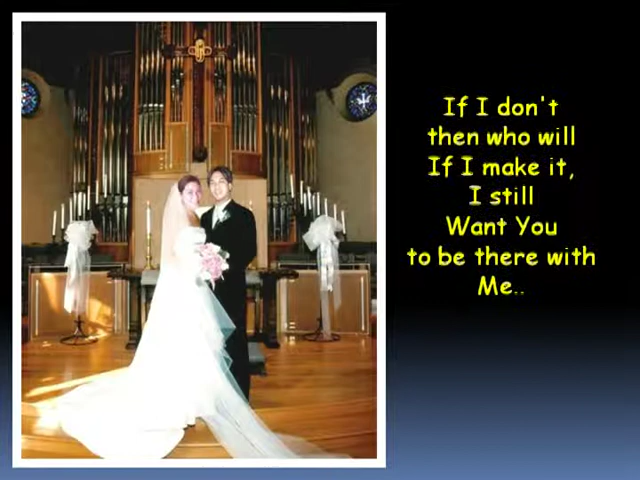 If I don't
then who will
If I make it,
I still
Want You
to be there with
Me..